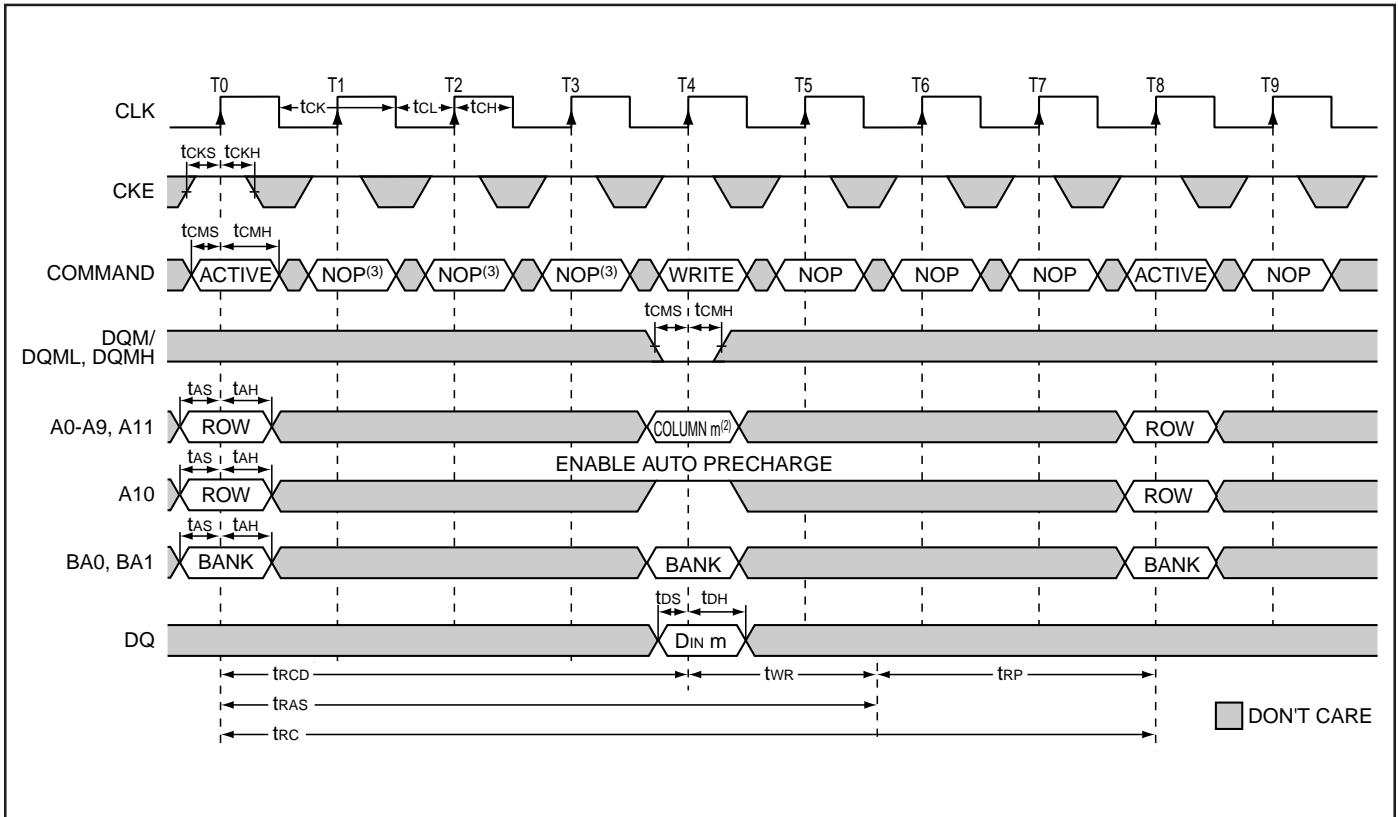 T0 T1 T2 T3 T4 T5 T6 T7 T8 T9
CLK tCK tCL tCH
tCKS tCKH
CKE
tCMS tCMH
COMMAND ACTIVE NOP(3) NOP(3) NOP(3) WRITE NOP NOP NOP ACTIVE NOP
tCMS tCMH
DQM/
DQML, DQMH
tAS tAH
A0-A9, A11 ROW COLUMN m(2) ROW
ENABLE AUTO PRECHARGE
tAS tAH
A10 ROW ROW
tAS tAH
BA0, BA1 BANK BANK BANK
tDS tDH
DQ DIN m
tRCD tWR tRP
tRAS
DON'T CARE
tRC